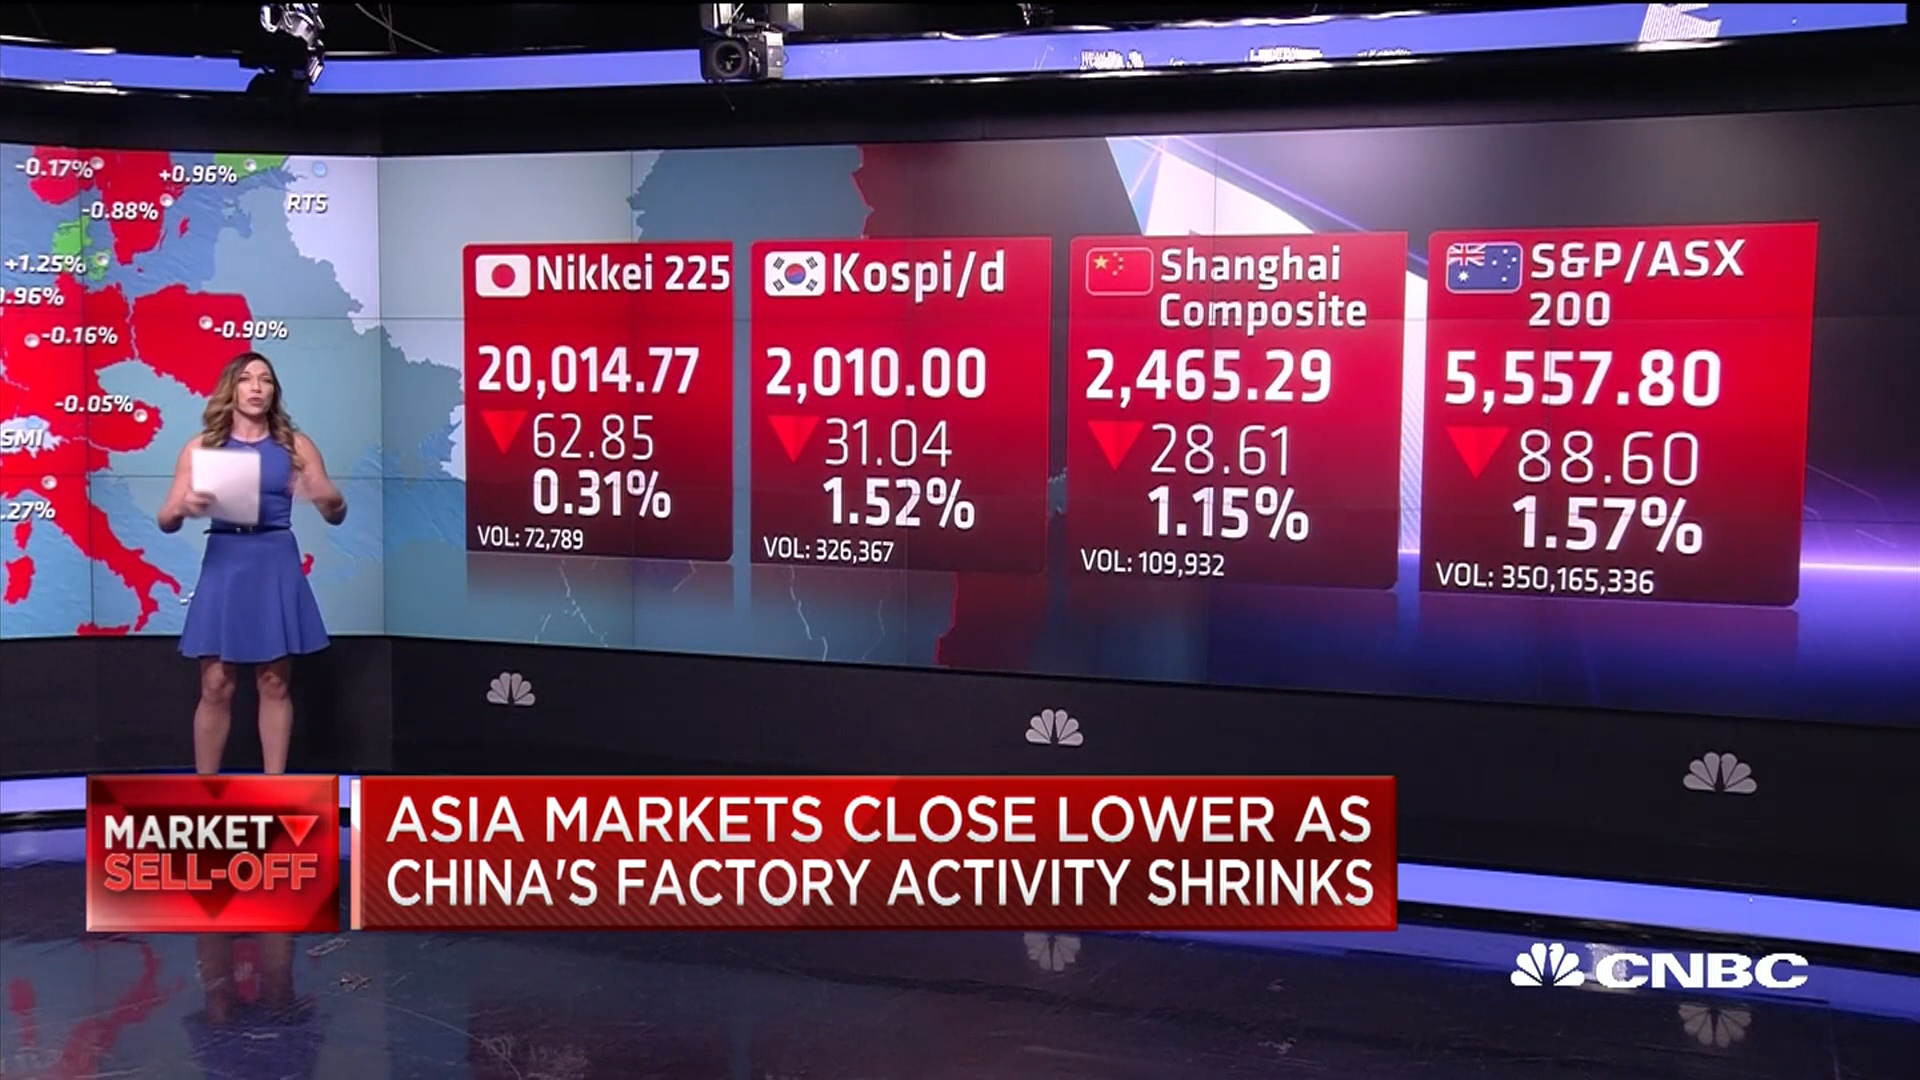 -0.17%
+0.96%
-0.88%
RTS
+1.25%
.96%
-0.16%
-0.90%
-0.05%
SMI
.27%
Nikkei 225
20,014.77
62.85
0.31%
VOL: 72,789
Kospi/d
2,010.00
31.04
1.52%
VOL: 326,367
Shanghai
Composite
2,465.29
28.61
1.15%
VOL: 109,932
S&P/ASX
200
5,557.80
88.60
1.57%
VOL: 350,165,336
MARKET
SELL-OFF
ASIA MARKETS CLOSE LOWER AS
CHINA'S FACTORY ACTIVITY SHRINKS
CNBC